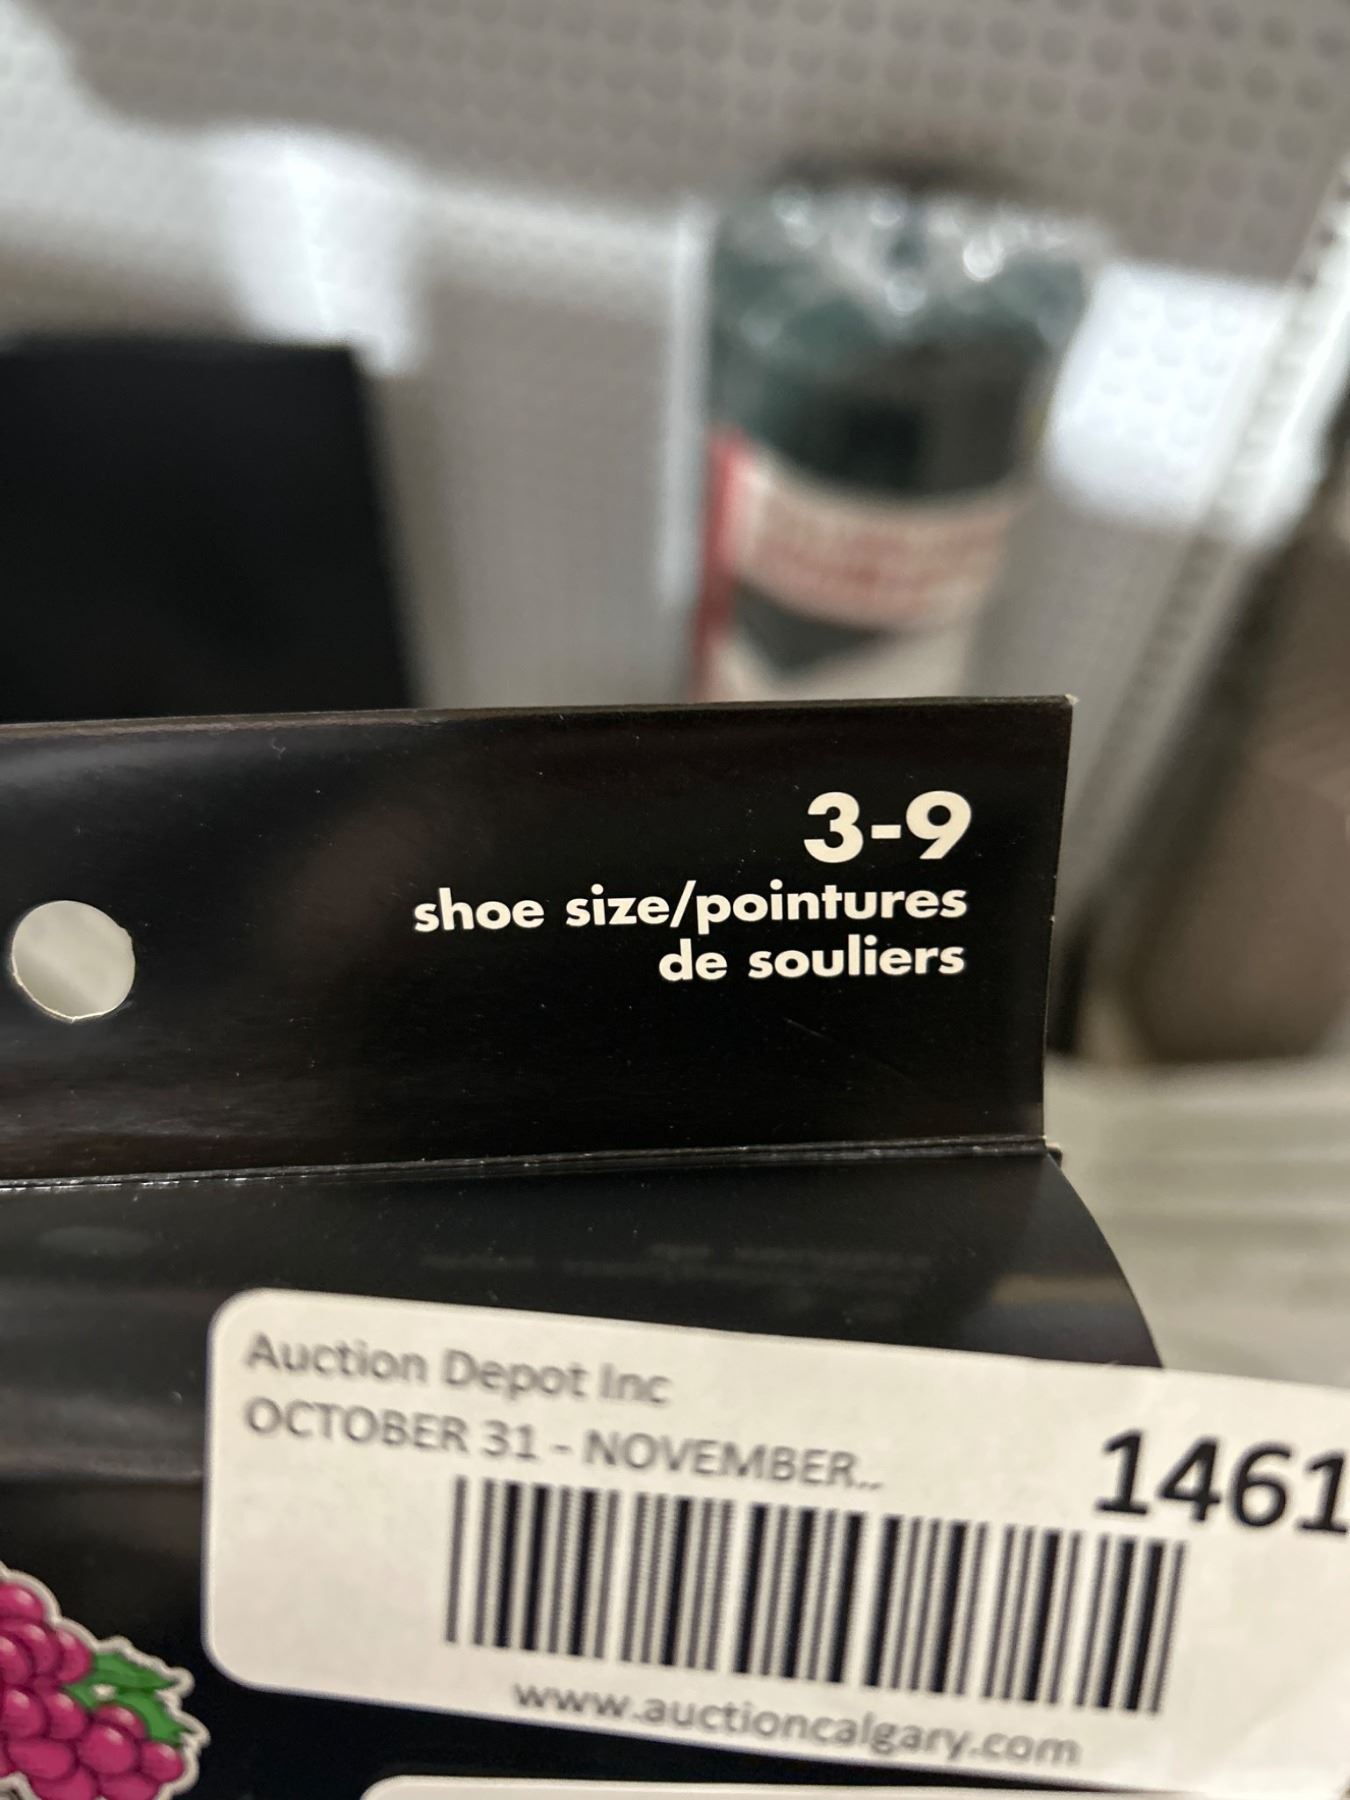 3-9
shoe size/pointures
de souliers
Auction Depot Inc
OCTOBER 31 - NOVEMBER..
1461
www.auctioncalgary.com